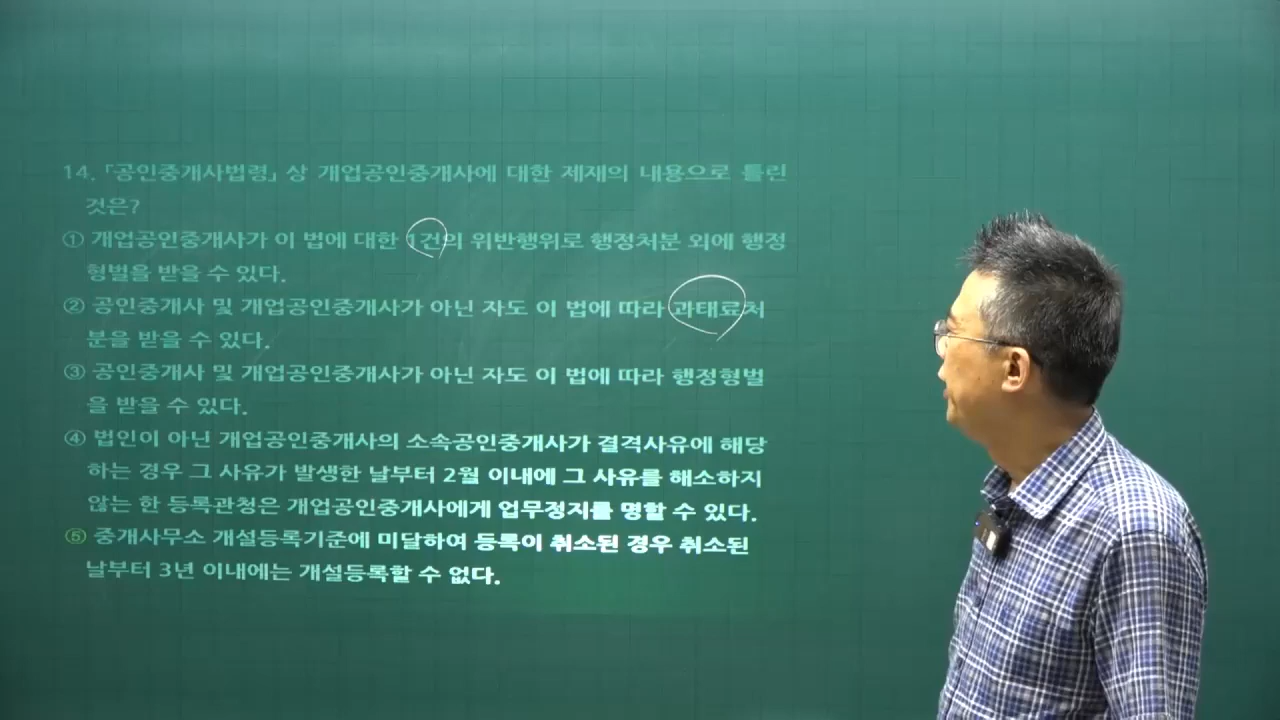 14. 「공인중개사법령」 상 개업공인중개사에 대한 제재의 내용으로 틀린
것은?
① 개업공인중개사가 이 법에 대한 1건의 위반행위로 행정처분 외에 행정
형벌을 받을 수 있다.
② 공인중개사 및 개업공인중개사가 아닌 자도 이 법에 따라 과태료처
분을 받을 수 있다.
③ 공인중개사 및 개업공인중개사가 아닌 자도 이 법에 따라 행정형벌
을 받을 수 있다.
④ 법인이 아닌 개업공인중개사의 소속공인중개사가 결격사유에 해당
하는 경우 그 사유가 발생한 날부터 2월 이내에 그 사유를 해소하지
않는 한 등록관청은 개업공인중개사에게 업무정지를 명할 수 있다.
⑤ 중개사무소 개설등록기준에 미달하여 등록이 취소된 경우 취소된
날부터 3년 이내에는 개설등록할 수 없다.